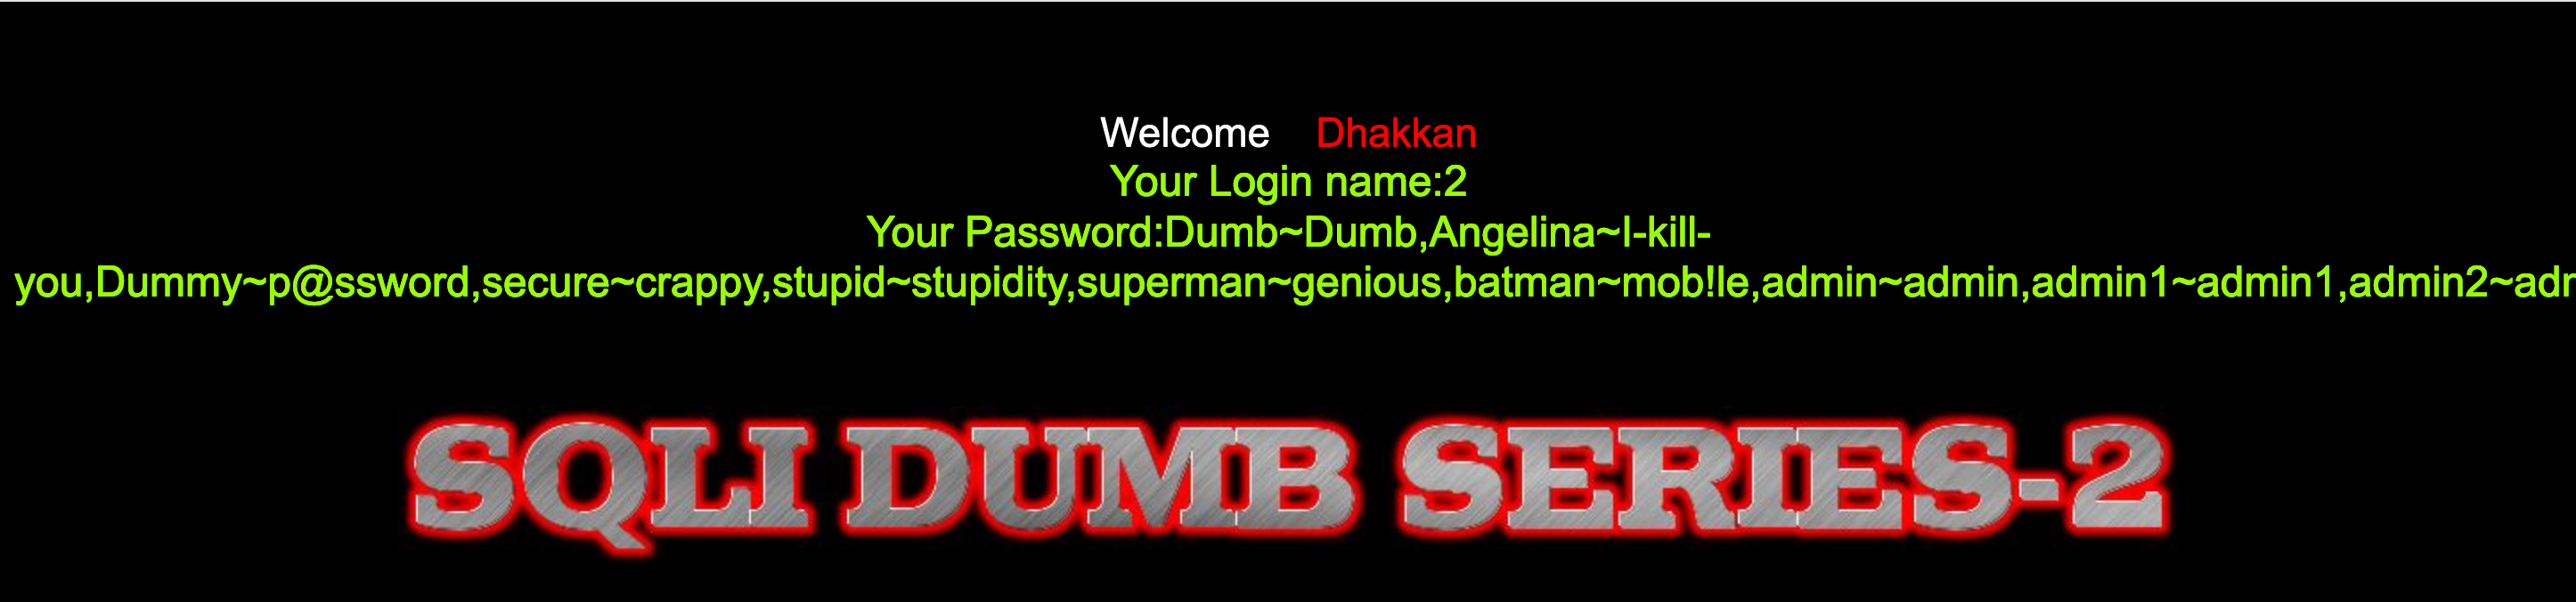 Welcome Dhakkan
Your Login name:2
Your Password:Dumb~Dumb,Angelina~I-kill-
you,Dummy~p@ssword,secure~crappy,stupid~stupidity,superman~genious,batman~mob!le,admin~admin,admin1~admin1,admin2~adm
SQLI DUMB SERIES-2